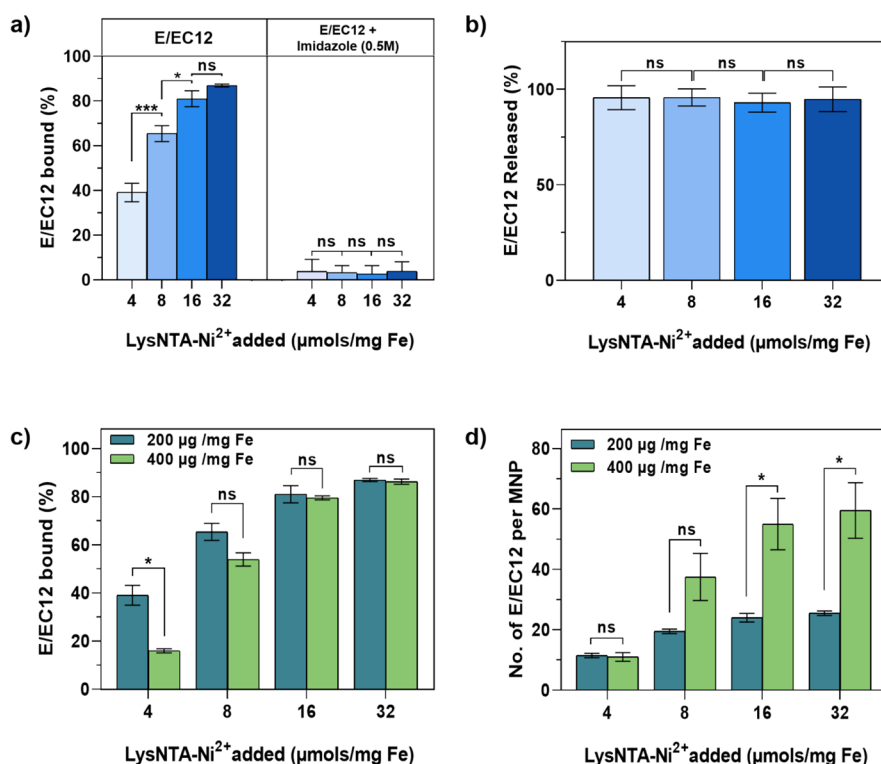 a)
E/EC12
E/EC12 +
Imidazole (0.5M)
100
80
60
40
20
0
E/EC12 bound (%)
***
*
ns
ns
ns
ns
4
8
16
32
4
8
16
32
LysNTA-Ni²⁺added (µmols/mg Fe)
b)
100
50
0
E/EC12 Released (%)
ns
ns
ns
4
8
16
32
LysNTA-Ni²⁺added (µmols/mg Fe)
c)
200 µg /mg Fe
400 µg /mg Fe
100
80
60
40
20
0
E/EC12 bound (%)
*
ns
ns
ns
4
8
16
32
LysNTA-Ni²⁺added (µmols/mg Fe)
d)
200 µg /mg Fe
400 µg /mg Fe
80
60
40
20
0
No. of E/EC12 per MNP
ns
ns
*
*
4
8
16
32
LysNTA-Ni²⁺added (µmols/mg Fe)